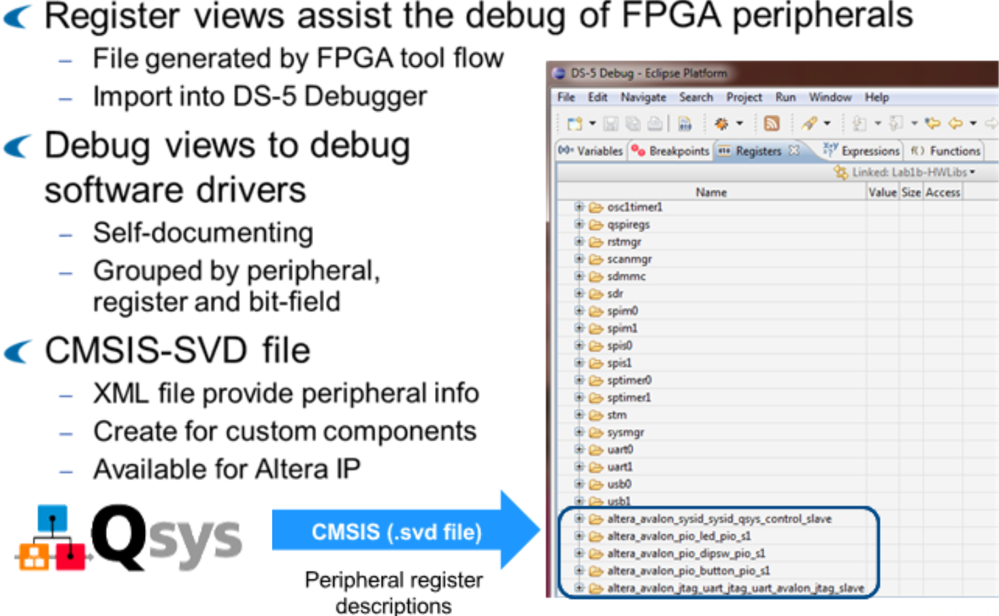 Register views assist the debug of FPGA peripherals
– File generated by FPGA tool flow
– Import into DS-5 Debugger
Debug views to debug
software drivers
– Self-documenting
– Grouped by peripheral,
register and bit-field
CMSIS-SVD file
– XML file provide peripheral info
– Create for custom components
– Available for Altera IP
Qsys
CMSIS (.svd file)
Peripheral register
descriptions
DS-5 Debug - Eclipse Platform
File Edit Navigate Search Project Run Window Help
(x)= Variables Breakpoints Registers Expressions f() Functions
Linked: Lab1b-HWLibs
Name Value Size Access
osc1timer1
qspiregs
rstmgr
scanmgr
sdmmc
sdr
spim0
spim1
spis0
spis1
sptimer0
sptimer1
stm
sysmgr
uart0
uart1
usb0
usb1
altera_avalon_sysid_sysid_qsys_control_slave
altera_avalon_pio_led_pio_s1
altera_avalon_pio_dipsw_pio_s1
altera_avalon_pio_button_pio_s1
altera_avalon_jtag_uart_jtag_uart_avalon_jtag_slave